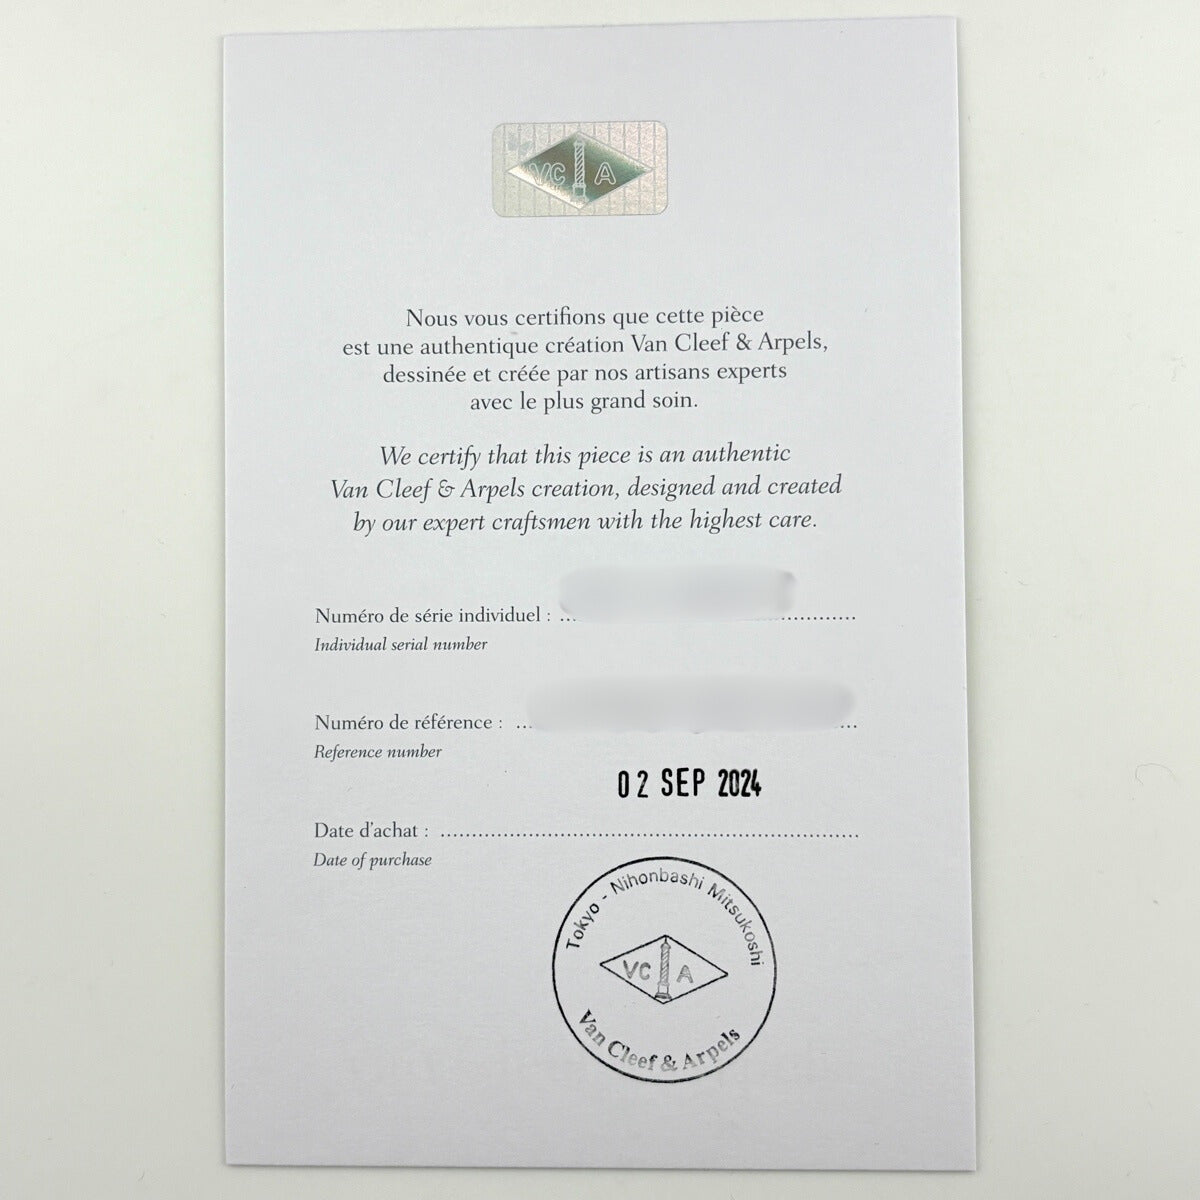 VC A
Nous vous certifions que cette pièce
est une authentique création Van Cleef & Arpels,
dessinée et créée par nos artisans experts
avec le plus grand soin.
We certify that this piece is an authentic
Van Cleef & Arpels creation, designed and created
by our expert craftsmen with the highest care.
Numéro de série individuel :
Individual serial number
Numéro de référence :
Reference number
02 SEP 2024
Date d'achat :
Date of purchase
Tokyo - Nihonbashi Mitsukoshi
VC A
Van Cleef & Arpels